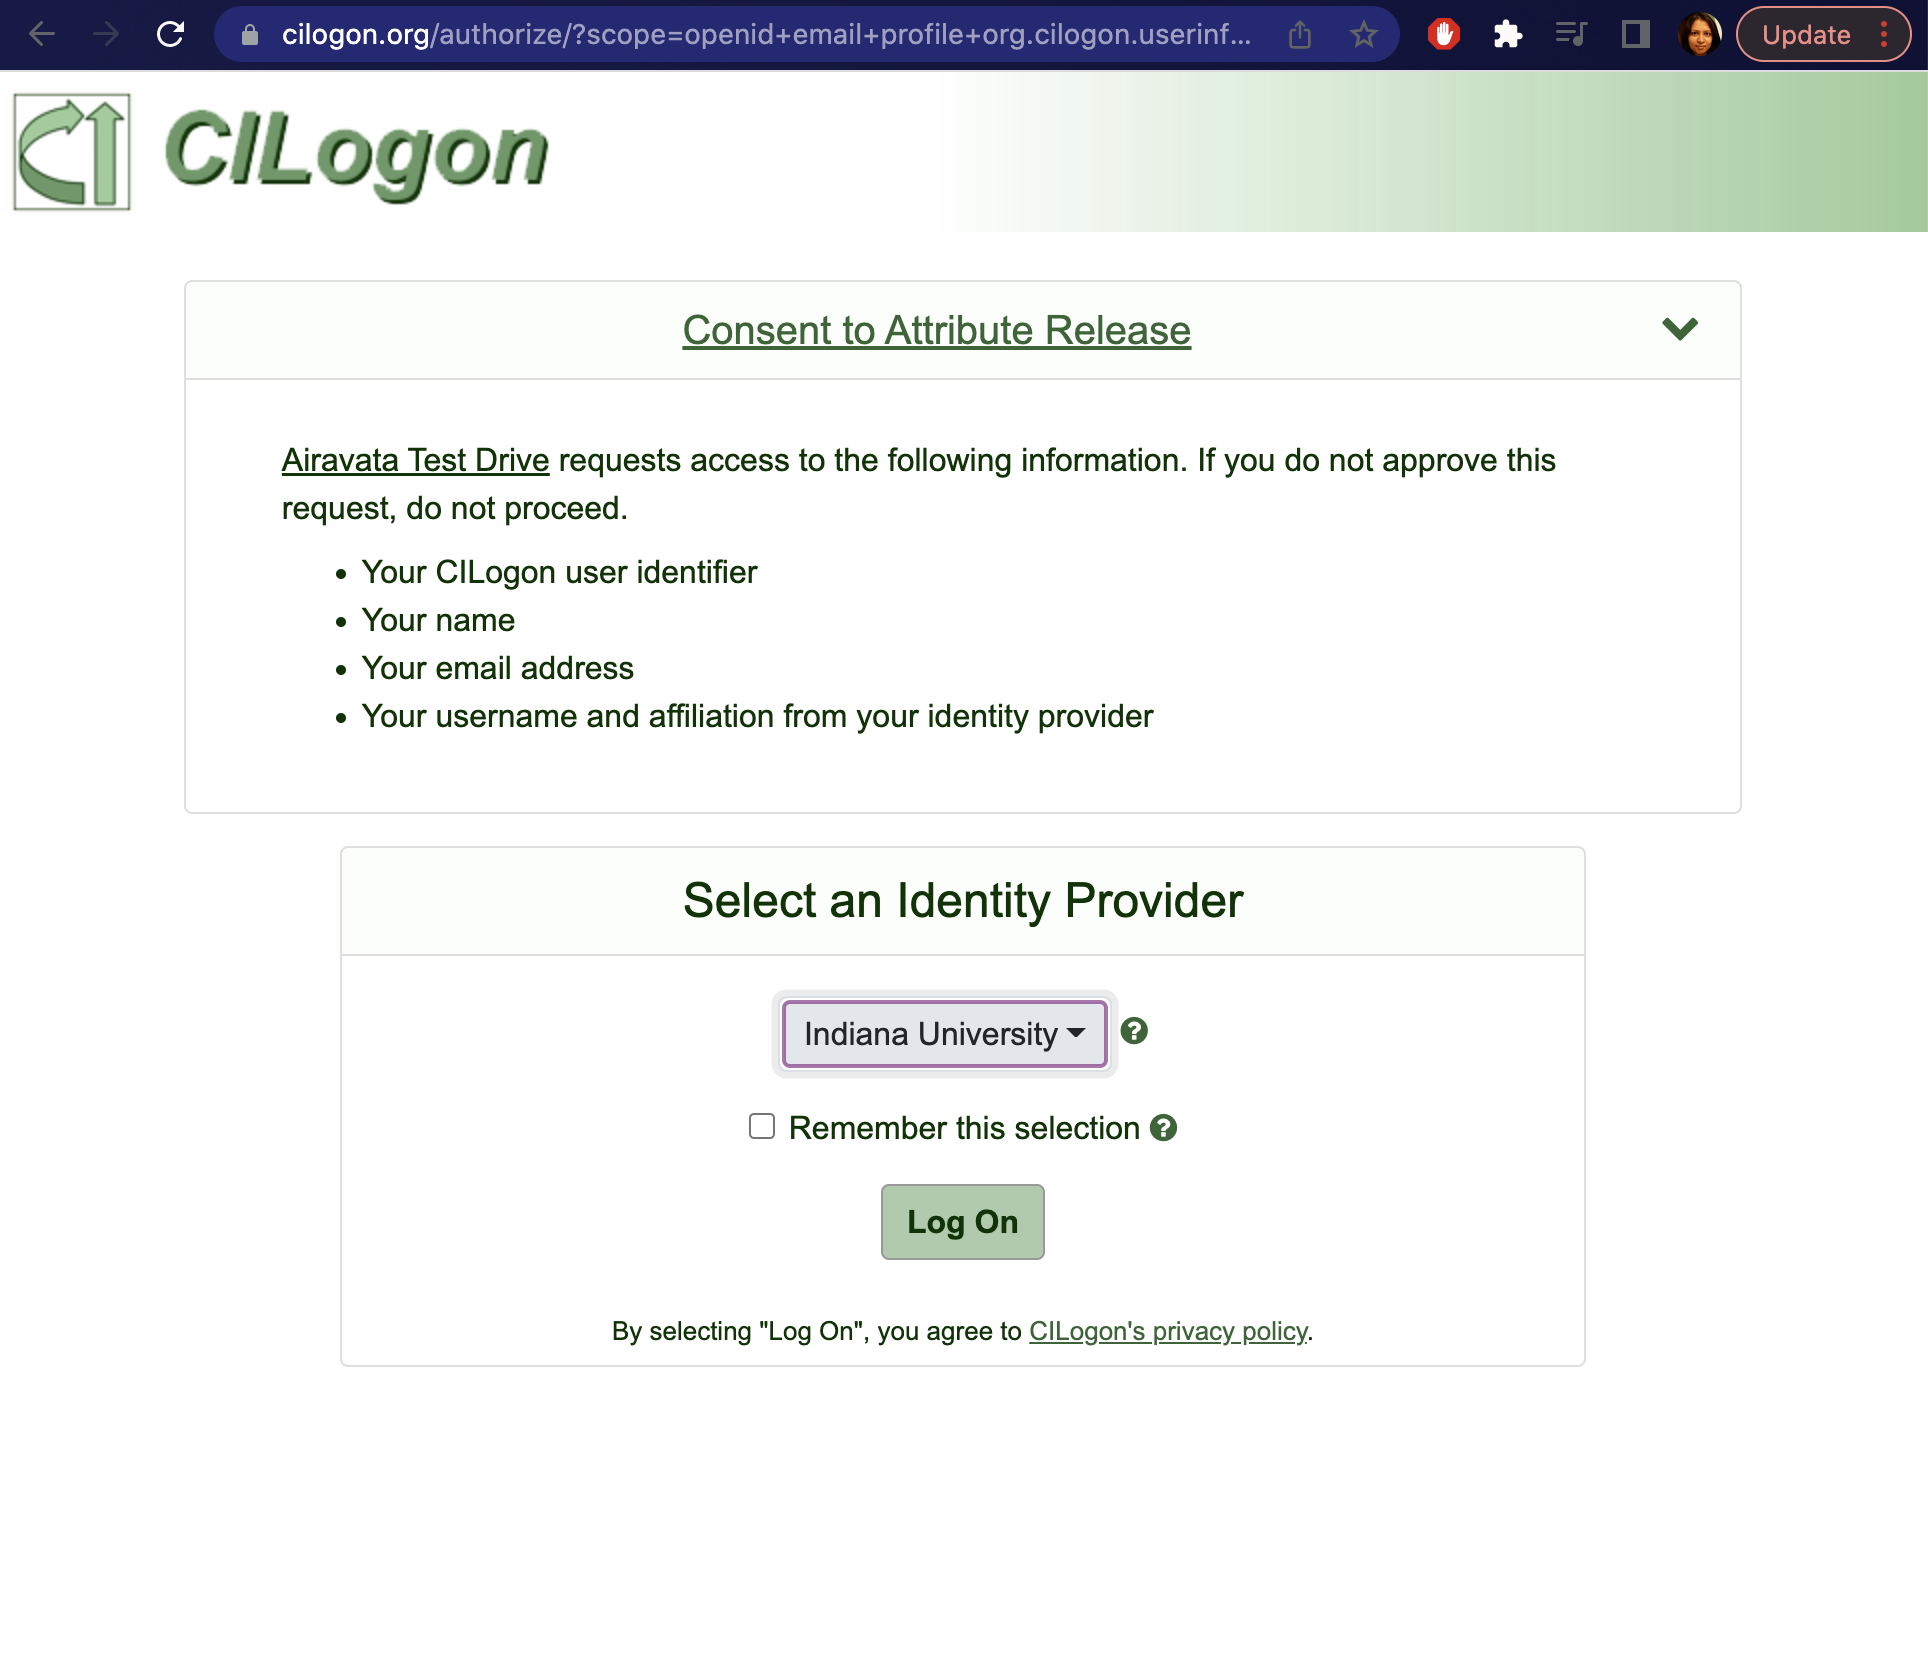 cilogon.org/authorize/?scope=openid+email+profile+org.cilogon.userinf...
Update
CILogon
Consent to Attribute Release
Airavata Test Drive requests access to the following information. If you do not approve this
request, do not proceed.
• Your CILogon user identifier
• Your name
• Your email address
• Your username and affiliation from your identity provider
Select an Identity Provider
Indiana University
Remember this selection
Log On
By selecting "Log On", you agree to CILogon's privacy policy.